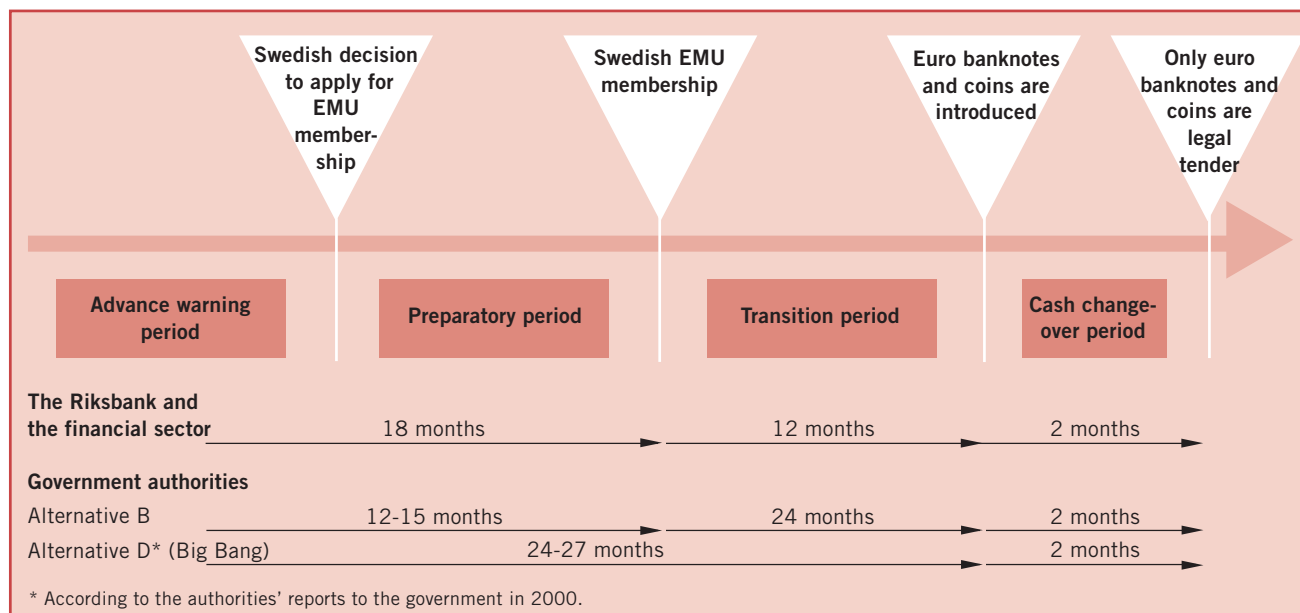 Swedish decision
to apply for
EMU
member-
ship
Swedish EMU
membership
Euro banknotes
and coins are
introduced
Only euro
banknotes and
coins are
legal
tender
Advance warning
period
Preparatory period
Transition period
Cash change-
over period
The Riksbank and
the financial sector
18 months
12 months
2 months
Government authorities
Alternative B
12-15 months
24 months
2 months
Alternative D* (Big Bang)
24-27 months
2 months
* According to the authorities' reports to the government in 2000.